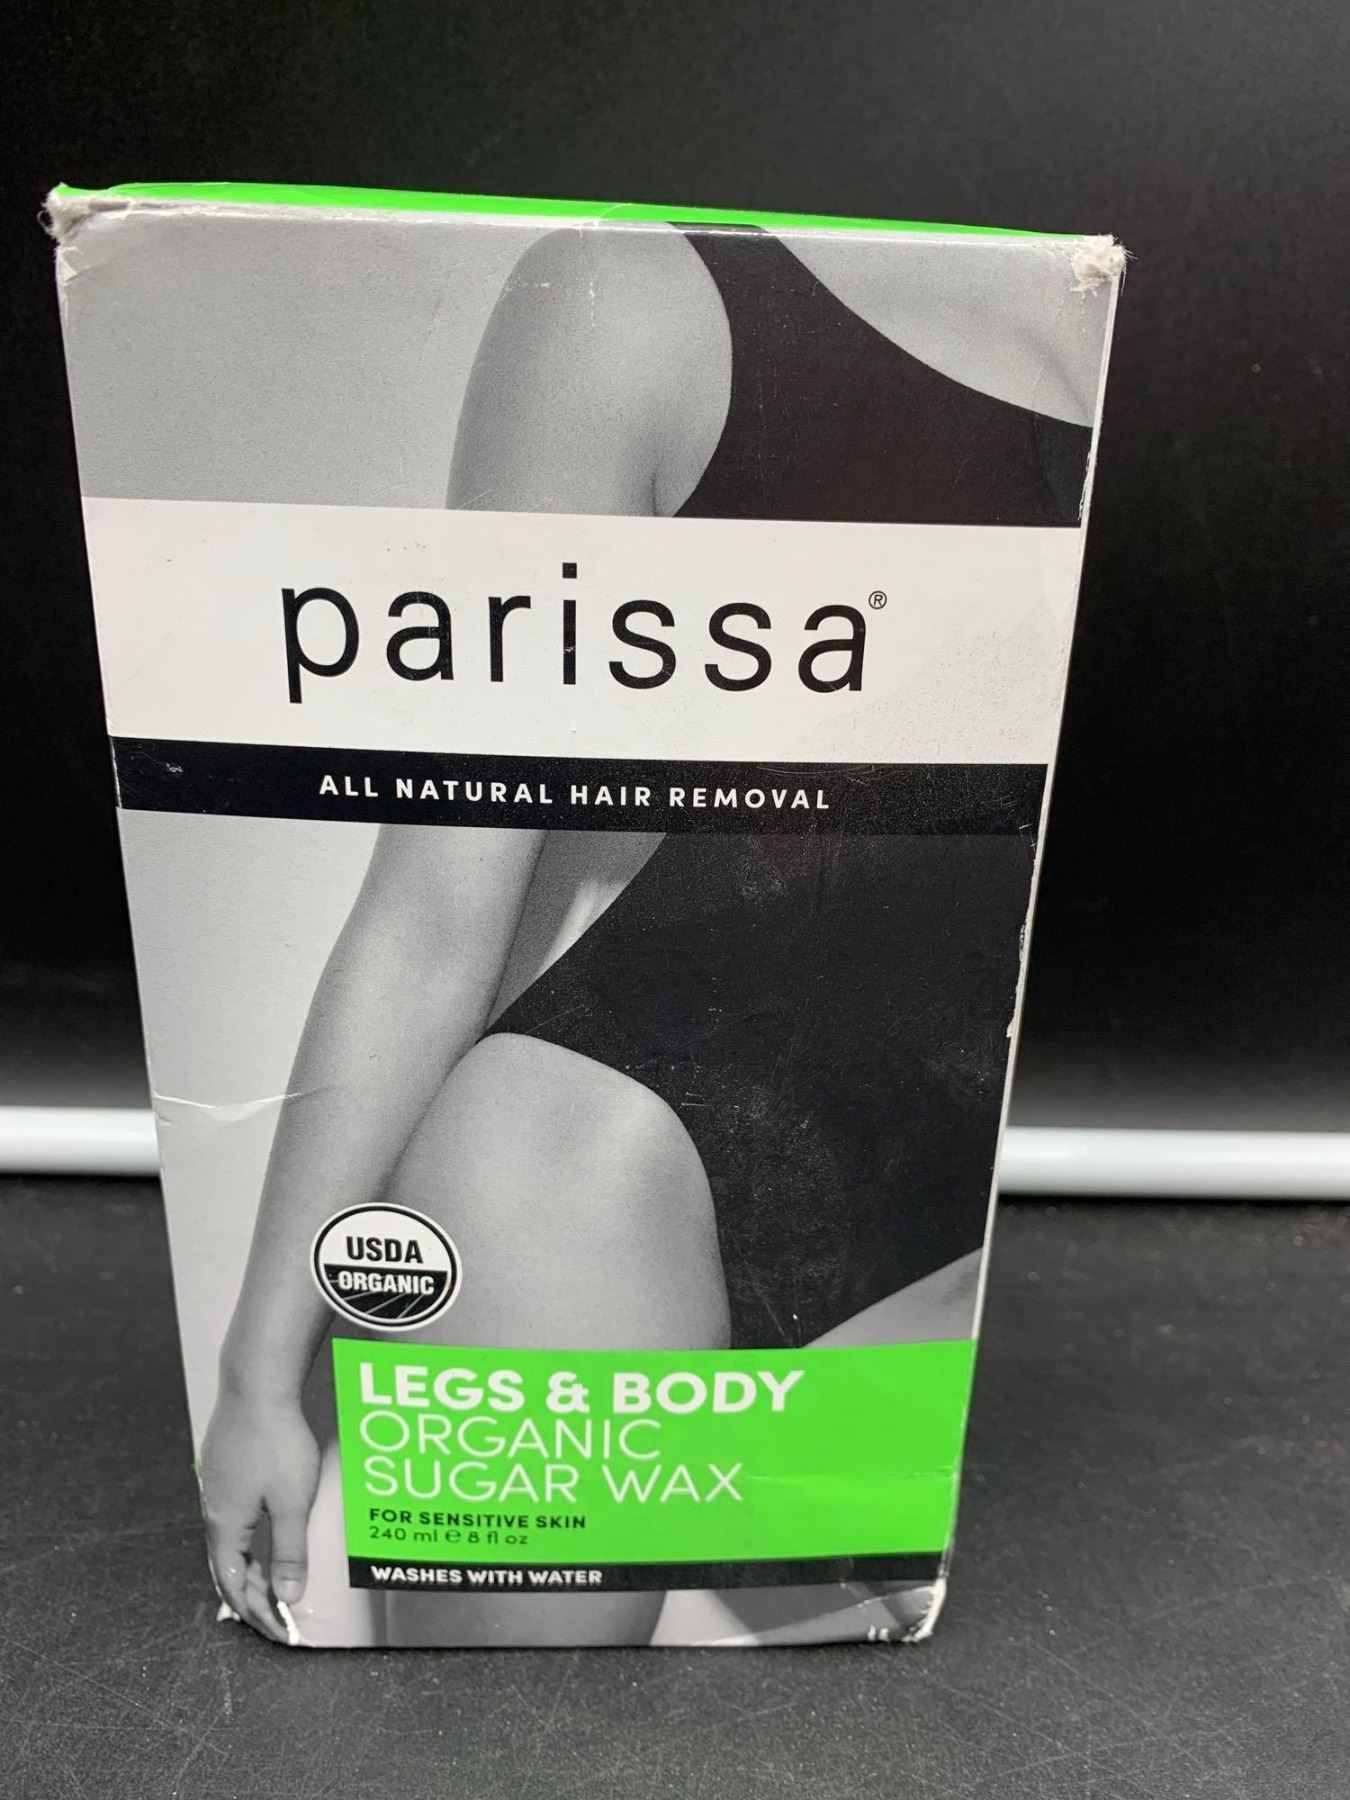 parissa®
ALL NATURAL HAIR REMOVAL
USDA
ORGANIC
LEGS & BODY
ORGANIC
SUGAR WAX
FOR SENSITIVE SKIN
240 ml ℮ 8 fl oz
WASHES WITH WATER